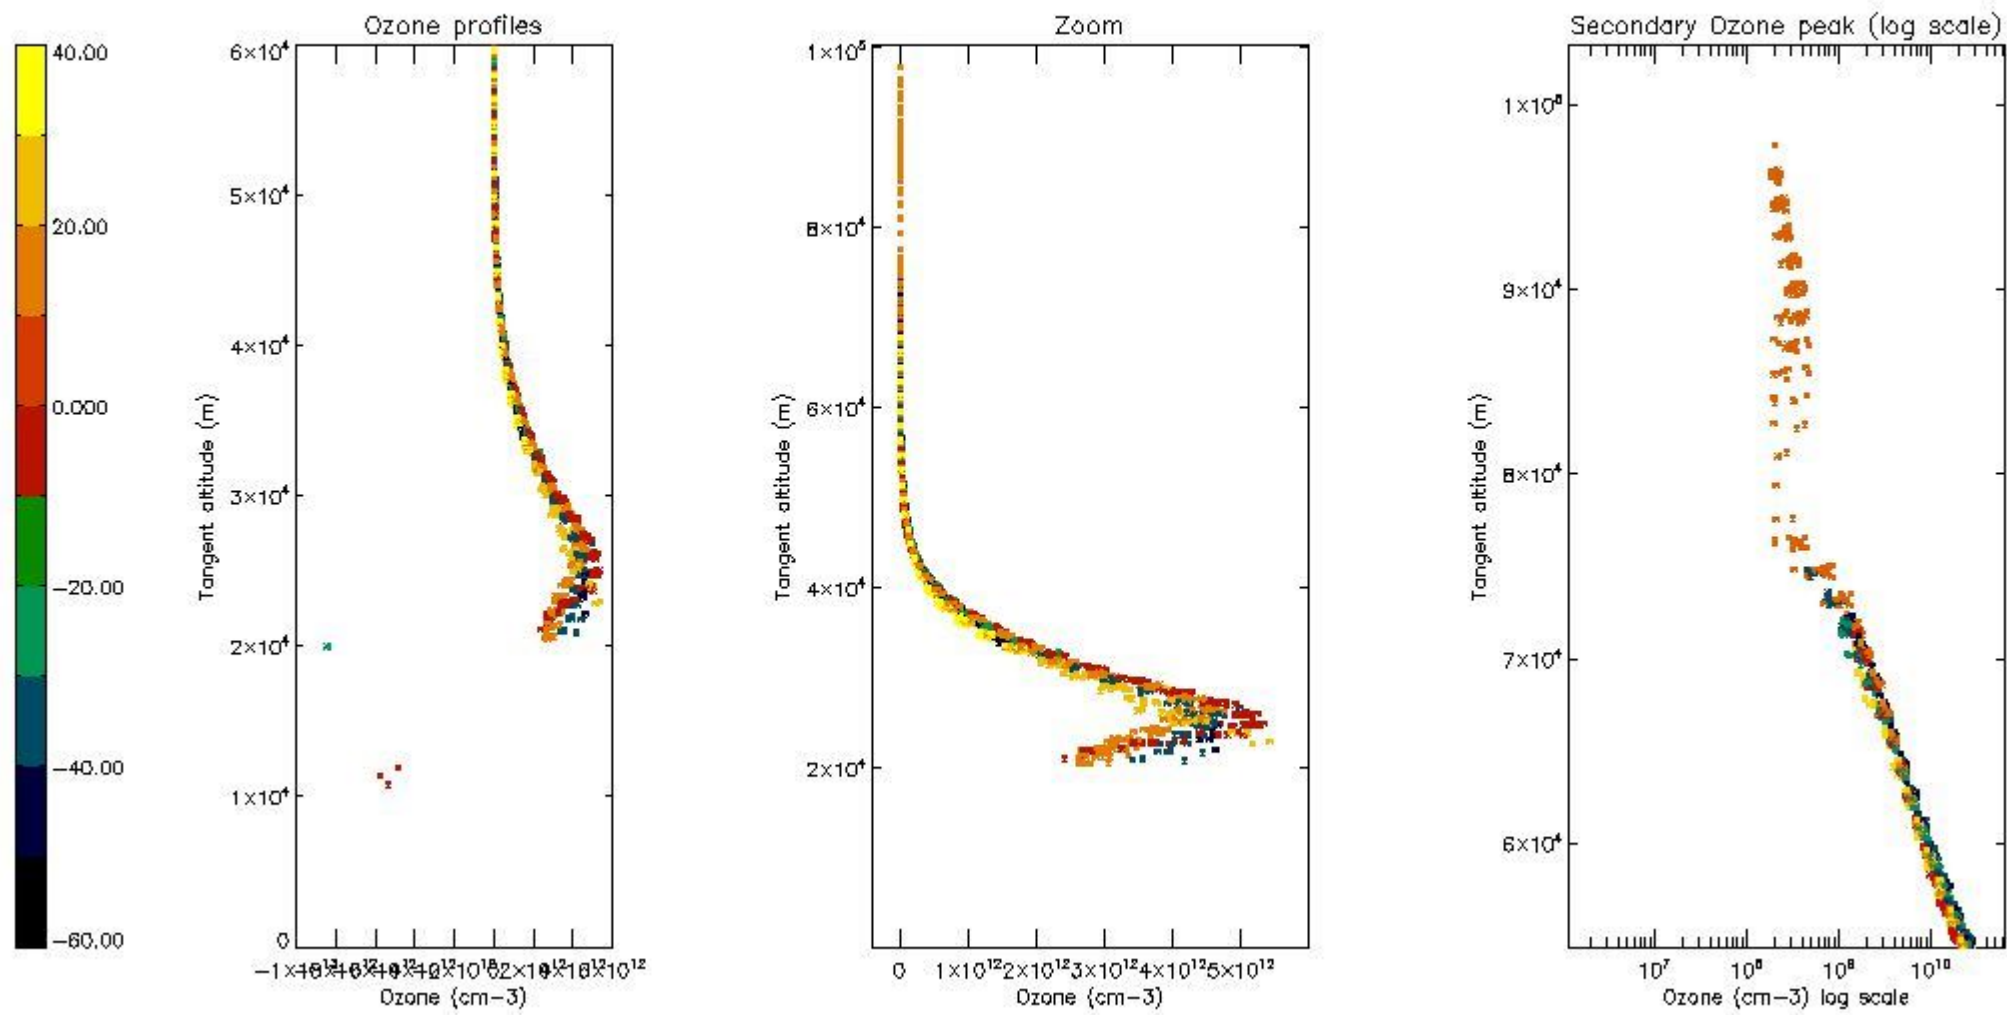 Ozone profiles
Zoom
Secondary Ozone peak (log scale)
40.00
20.00
0.000
−20.00
−40.00
−60.00
6×10⁴
5×10⁴
4×10⁴
3×10⁴
2×10⁴
1×10⁴
0
Tangent altitude (m)
Ozone (cm−3)
1×10⁵
8×10⁴
6×10⁴
4×10⁴
2×10⁴
Tangent altitude (m)
0 1×10¹² 2×10¹² 3×10¹² 4×10¹² 5×10¹²
Ozone (cm−3)
9×10⁴
8×10⁴
7×10⁴
6×10⁴
Tangent altitude (m)
10⁷ 10⁸ 10⁹ 10¹⁰
Ozone (cm−3) log scale